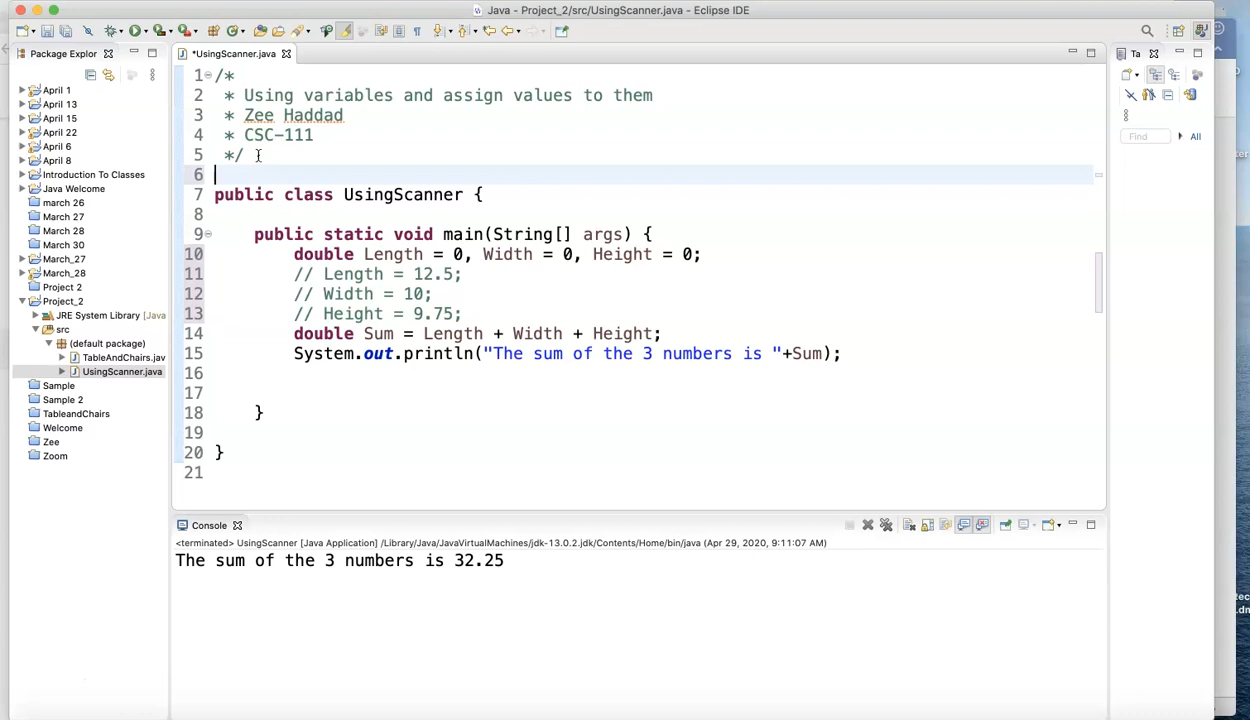 Java - Project_2/src/UsingScanner.java - Eclipse IDE
Package Explor
*UsingScanner.java
Ta
April 1
April 13
April 15
April 22
April 6
April 8
Introduction To Classes
Java Welcome
march 26
March 27
March 28
March 30
March_27
March_28
Project 2
Project_2
JRE System Library [Java
src
(default package)
TableAndChairs.jav
UsingScanner.java
Sample
Sample 2
TableandChairs
Welcome
Zee
Zoom
1 /*
2 * Using variables and assign values to them
3 * Zee Haddad
4 * CSC-111
5 */
6
7 public class UsingScanner {
8
9 public static void main(String[] args) {
10 double Length = 0, Width = 0, Height = 0;
11 // Length = 12.5;
12 // Width = 10;
13 // Height = 9.75;
14 double Sum = Length + Width + Height;
15 System.out.println("The sum of the 3 numbers is "+Sum);
16
17
18 }
19
20 }
21
Find
All
Console
<terminated> UsingScanner [Java Application] /Library/Java/JavaVirtualMachines/jdk-13.0.2.jdk/Contents/Home/bin/java (Apr 29, 2020, 9:11:07 AM)
The sum of the 3 numbers is 32.25